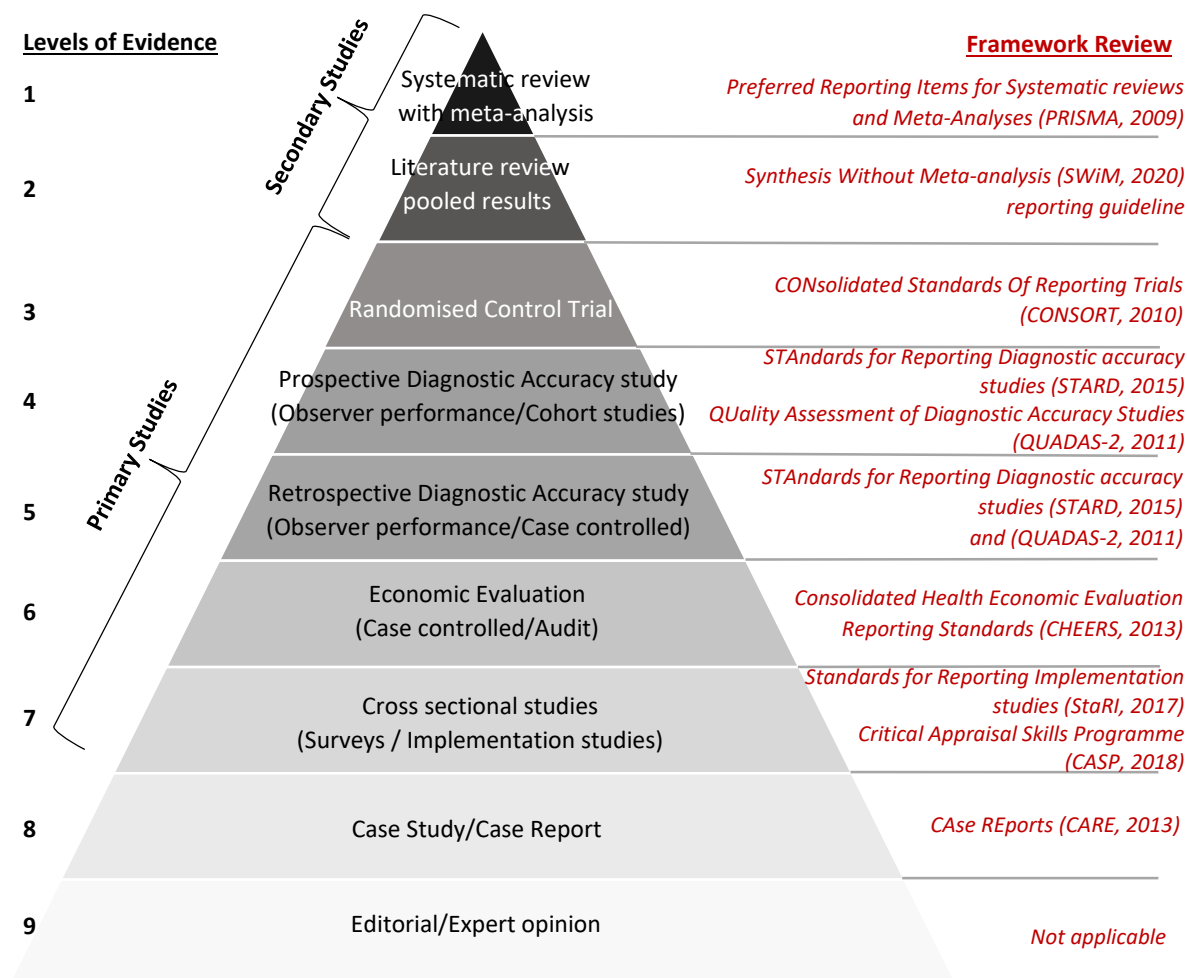 Levels of Evidence
Framework Review
Secondary Studies
Primary Studies
1
Systematic review
with meta-analysis
Preferred Reporting Items for Systematic reviews
and Meta-Analyses (PRISMA, 2009)
2
Literature review
pooled results
Synthesis Without Meta-analysis (SWiM, 2020)
reporting guideline
3
Randomised Control Trial
CONsolidated Standards Of Reporting Trials
(CONSORT, 2010)
4
Prospective Diagnostic Accuracy study
(Observer performance/Cohort studies)
STAndards for Reporting Diagnostic accuracy
studies (STARD, 2015)
QUality Assessment of Diagnostic Accuracy Studies
(QUADAS-2, 2011)
5
Retrospective Diagnostic Accuracy study
(Observer performance/Case controlled)
STAndards for Reporting Diagnostic accuracy
studies (STARD, 2015)
and (QUADAS-2, 2011)
6
Economic Evaluation
(Case controlled/Audit)
Consolidated Health Economic Evaluation
Reporting Standards (CHEERS, 2013)
7
Cross sectional studies
(Surveys / Implementation studies)
Standards for Reporting Implementation
studies (StaRI, 2017)
Critical Appraisal Skills Programme
(CASP, 2018)
8
Case Study/Case Report
CAse REports (CARE, 2013)
9
Editorial/Expert opinion
Not applicable